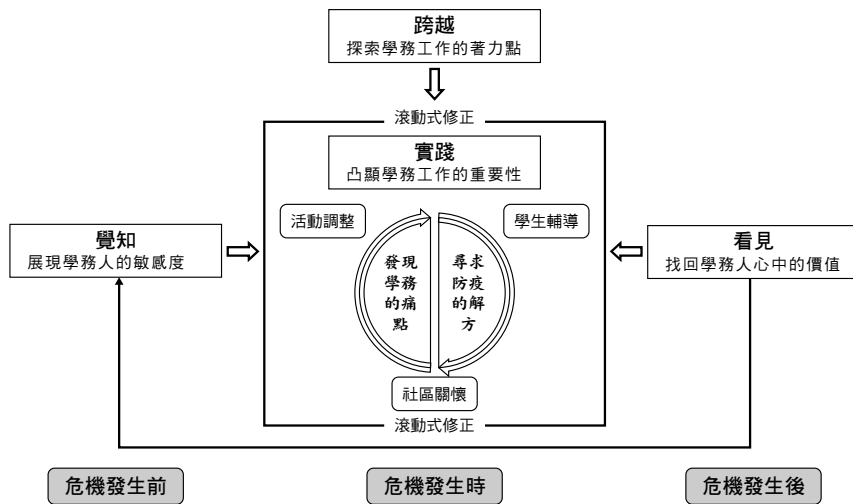 跨越
探索學務工作的著力點
滾動式修正
實踐
凸顯學務工作的重要性
活動調整
學生輔導
覺知
展現學務人的敏感度
看見
找回學務人心中的價值
發現
學務
的痛
點
尋求
防疫
的解
方
社區關懷
滾動式修正
危機發生前
危機發生時
危機發生後